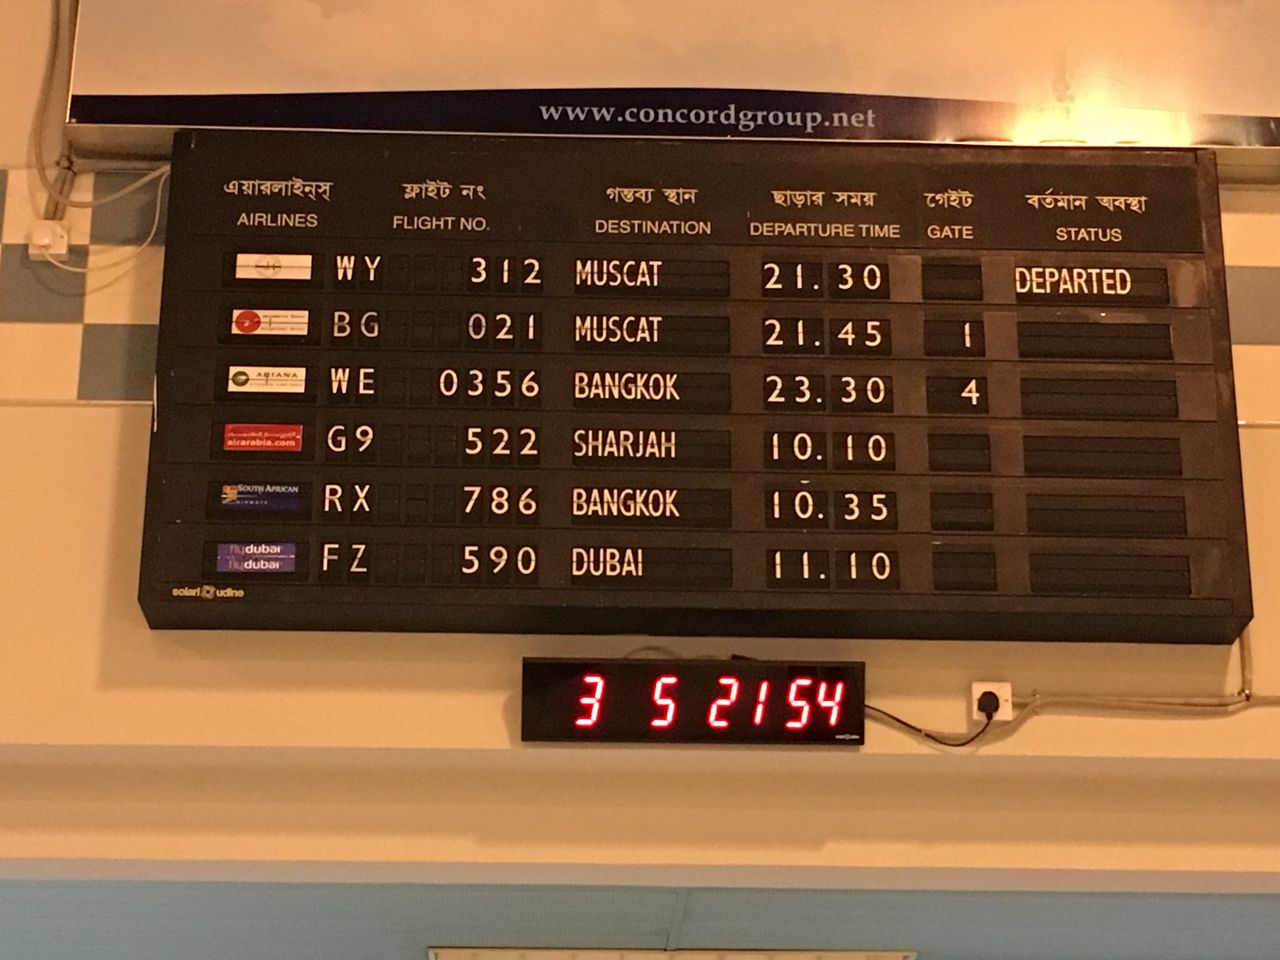 www.concordgroup.net
এয়ারলাইন্স্ ফ্লাইট নং গন্তব্য স্থান ছাড়ার সময় গেইট বর্তমান অবস্থা
AIRLINES FLIGHT NO. DESTINATION DEPARTURE TIME GATE STATUS
WY 312 MUSCAT 21.30 DEPARTED
BG 021 MUSCAT 21.45 1
ARIANA WE 0356 BANGKOK 23.30 4
airarabia.com G9 522 SHARJAH 10.10
SOUTH AFRICAN AIRWAYS RX 786 BANGKOK 10.35
flydubai
flydubai FZ 590 DUBAI 11.10
solari udine
3 5 21 54